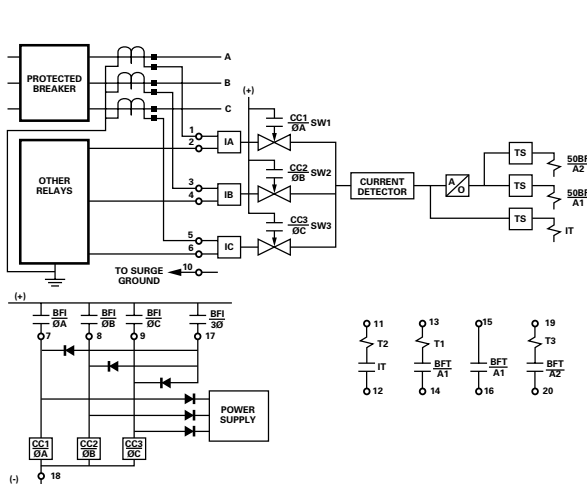 PROTECTED
BREAKER
A
B
C
(+)
CC1
ØA
SW1
1
2
IA
OTHER
RELAYS
CC2
ØB
SW2
3
4
IB
CURRENT
DETECTOR
A
O
TS
50BF
A2
TS
50BF
A1
TS
IT
CC3
ØC
SW3
5
6
IC
TO SURGE
GROUND
10
(+)
BFI
ØA
BFI
ØB
BFI
ØC
BFI
3Ø
7
8
9
17
POWER
SUPPLY
CC1
ØA
CC2
ØB
CC3
ØC
(-)
18
11
T2
IT
12
13
T1
BFT
A1
14
15
BFT
A1
16
19
T3
BFT
A2
20